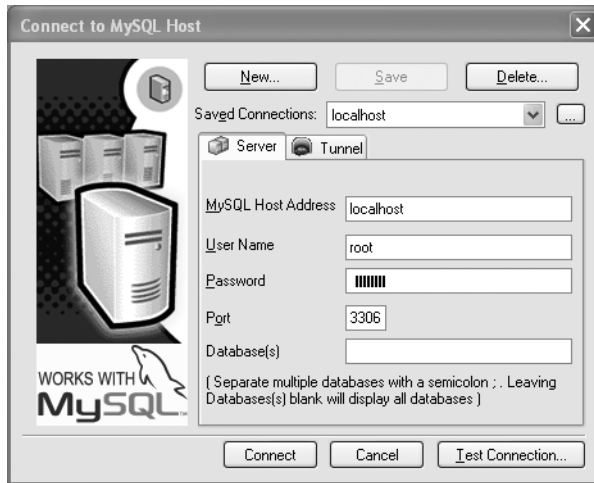 Connect to MySQL Host
New... Save Delete...
Saved Connections: localhost ...
Server Tunnel
MySQL Host Address localhost
User Name root
Password
Port 3306
Database(s)
( Separate multiple databases with a semicolon ; . Leaving
Databases(s) blank will display all databases )
WORKS WITH
MySQL
Connect Cancel Test Connection...